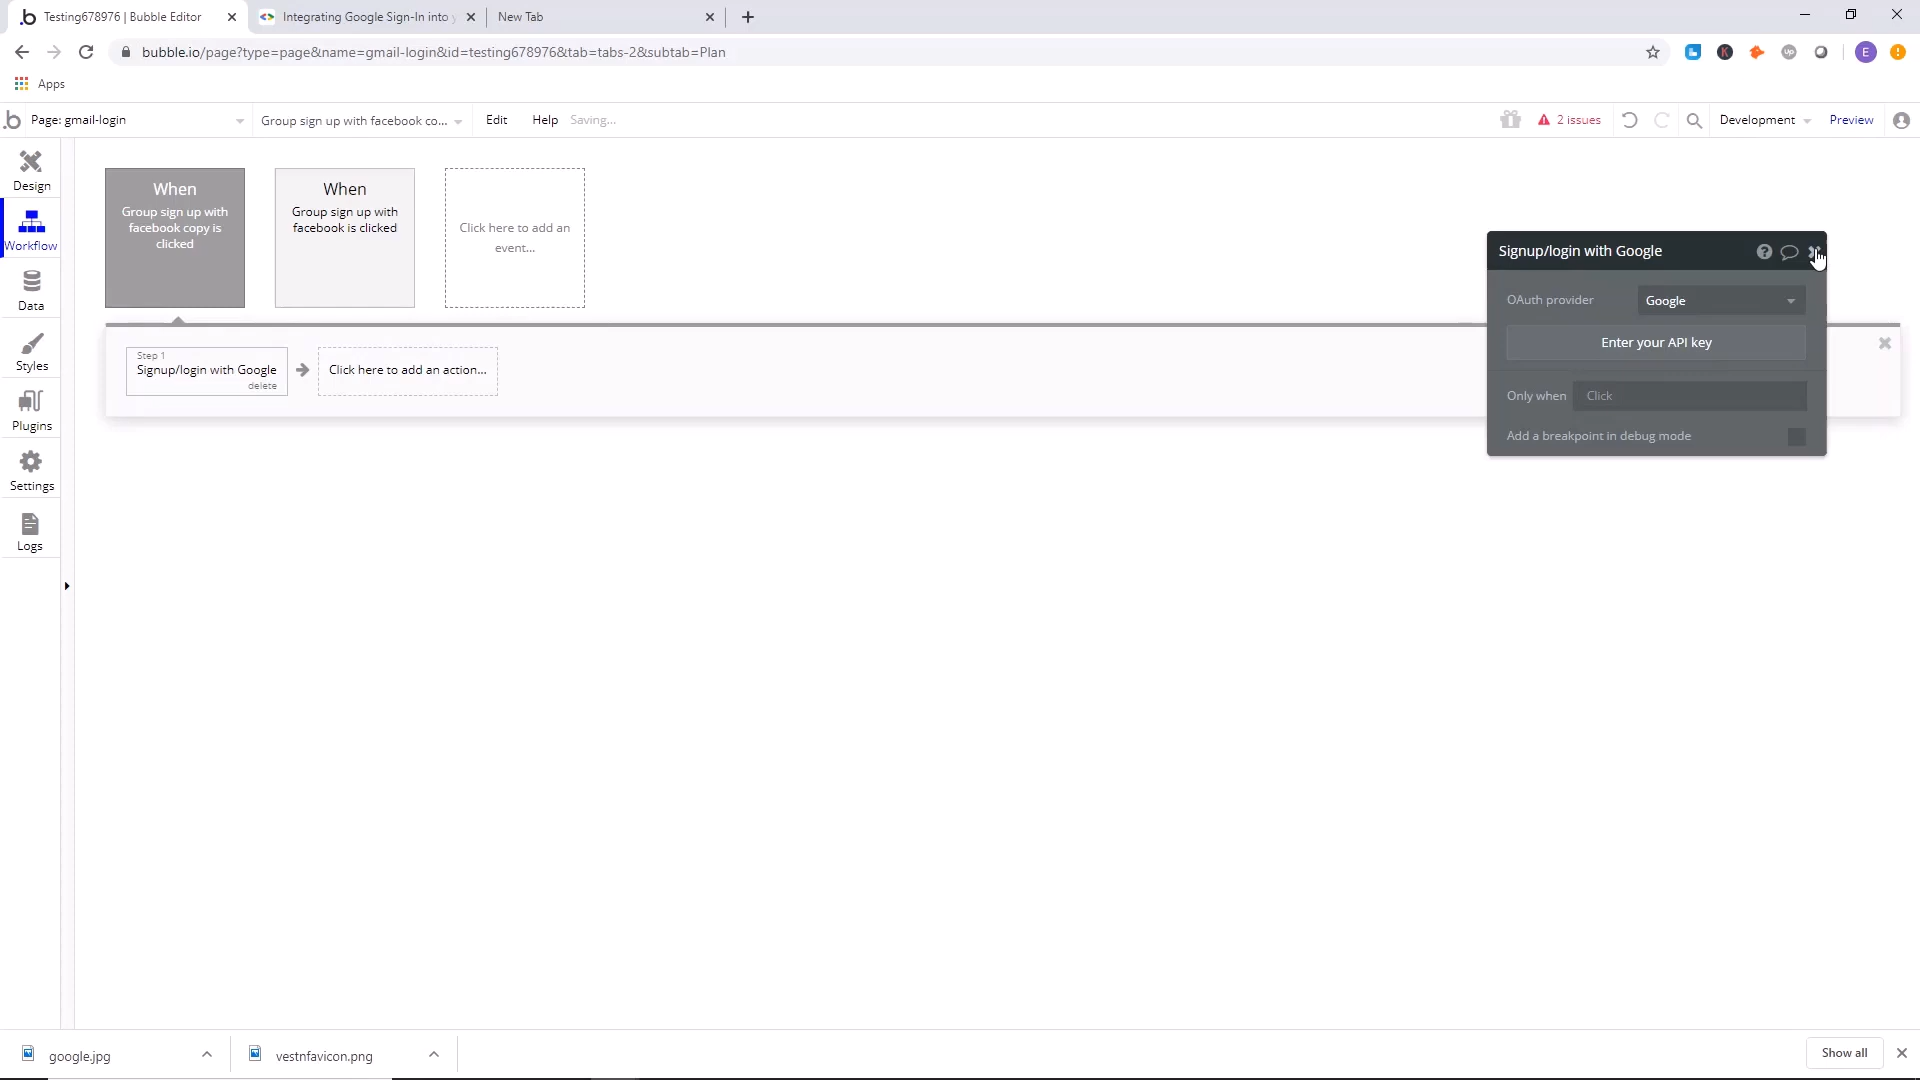 Testing678976 | Bubble Editor
Integrating Google Sign-In into
New Tab
bubble.io/page?type=page&name=gmail-login&id=testing678976&tab=tabs-2&subtab=Plan
Apps
Page: gmail-login
Group sign up with facebook co...
Edit
Help
Saving...
2 issues
Development
Preview
Design
Workflow
Data
Styles
Plugins
Settings
Logs
When
Group sign up with
facebook copy is
clicked
When
Group sign up with
facebook is clicked
Click here to add an
event...
Step 1
Signup/login with Google
delete
Click here to add an action...
Signup/login with Google
OAuth provider
Google
Enter your API key
Only when
Click
Add a breakpoint in debug mode
google.jpg
vestnfavicon.png
Show all